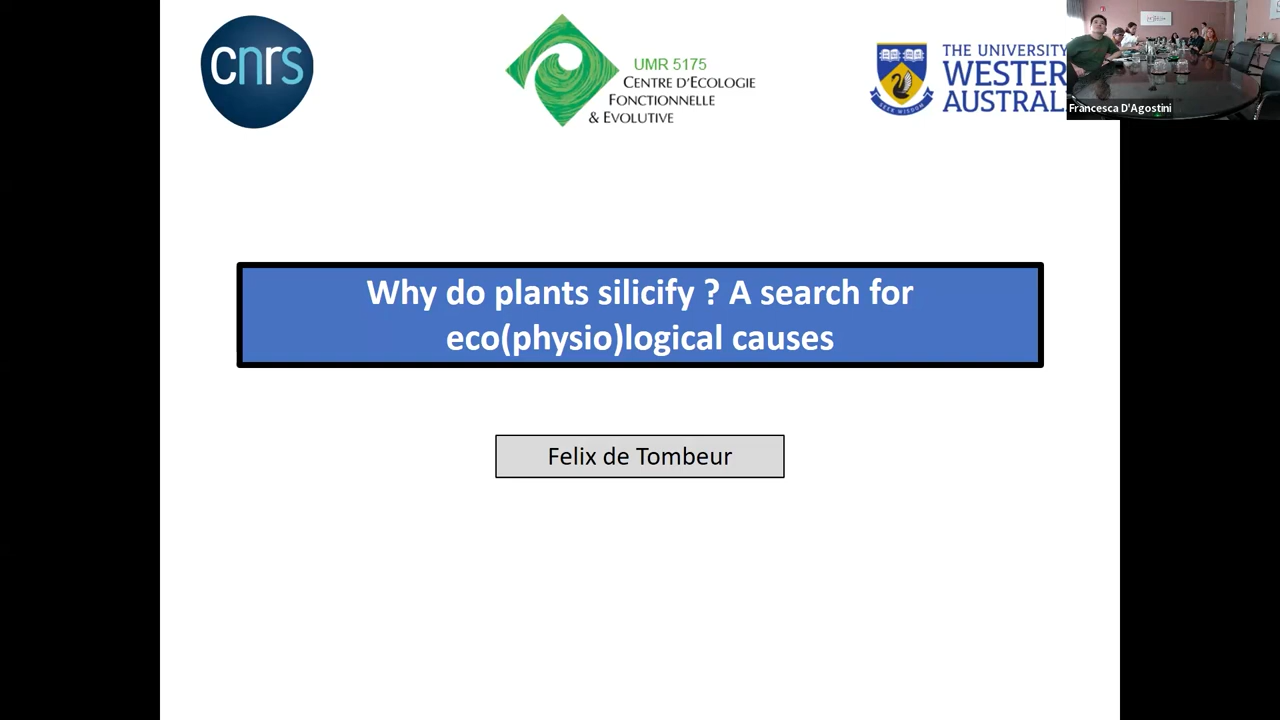 cnrs
UMR 5175
CENTRE D'ECOLOGIE
FONCTIONNELLE
& EVOLUTIVE
THE UNIVERSITY
WESTER
AUSTRAL
Francesca D'Agostini
Why do plants silicify ? A search for
eco(physio)logical causes
Felix de Tombeur